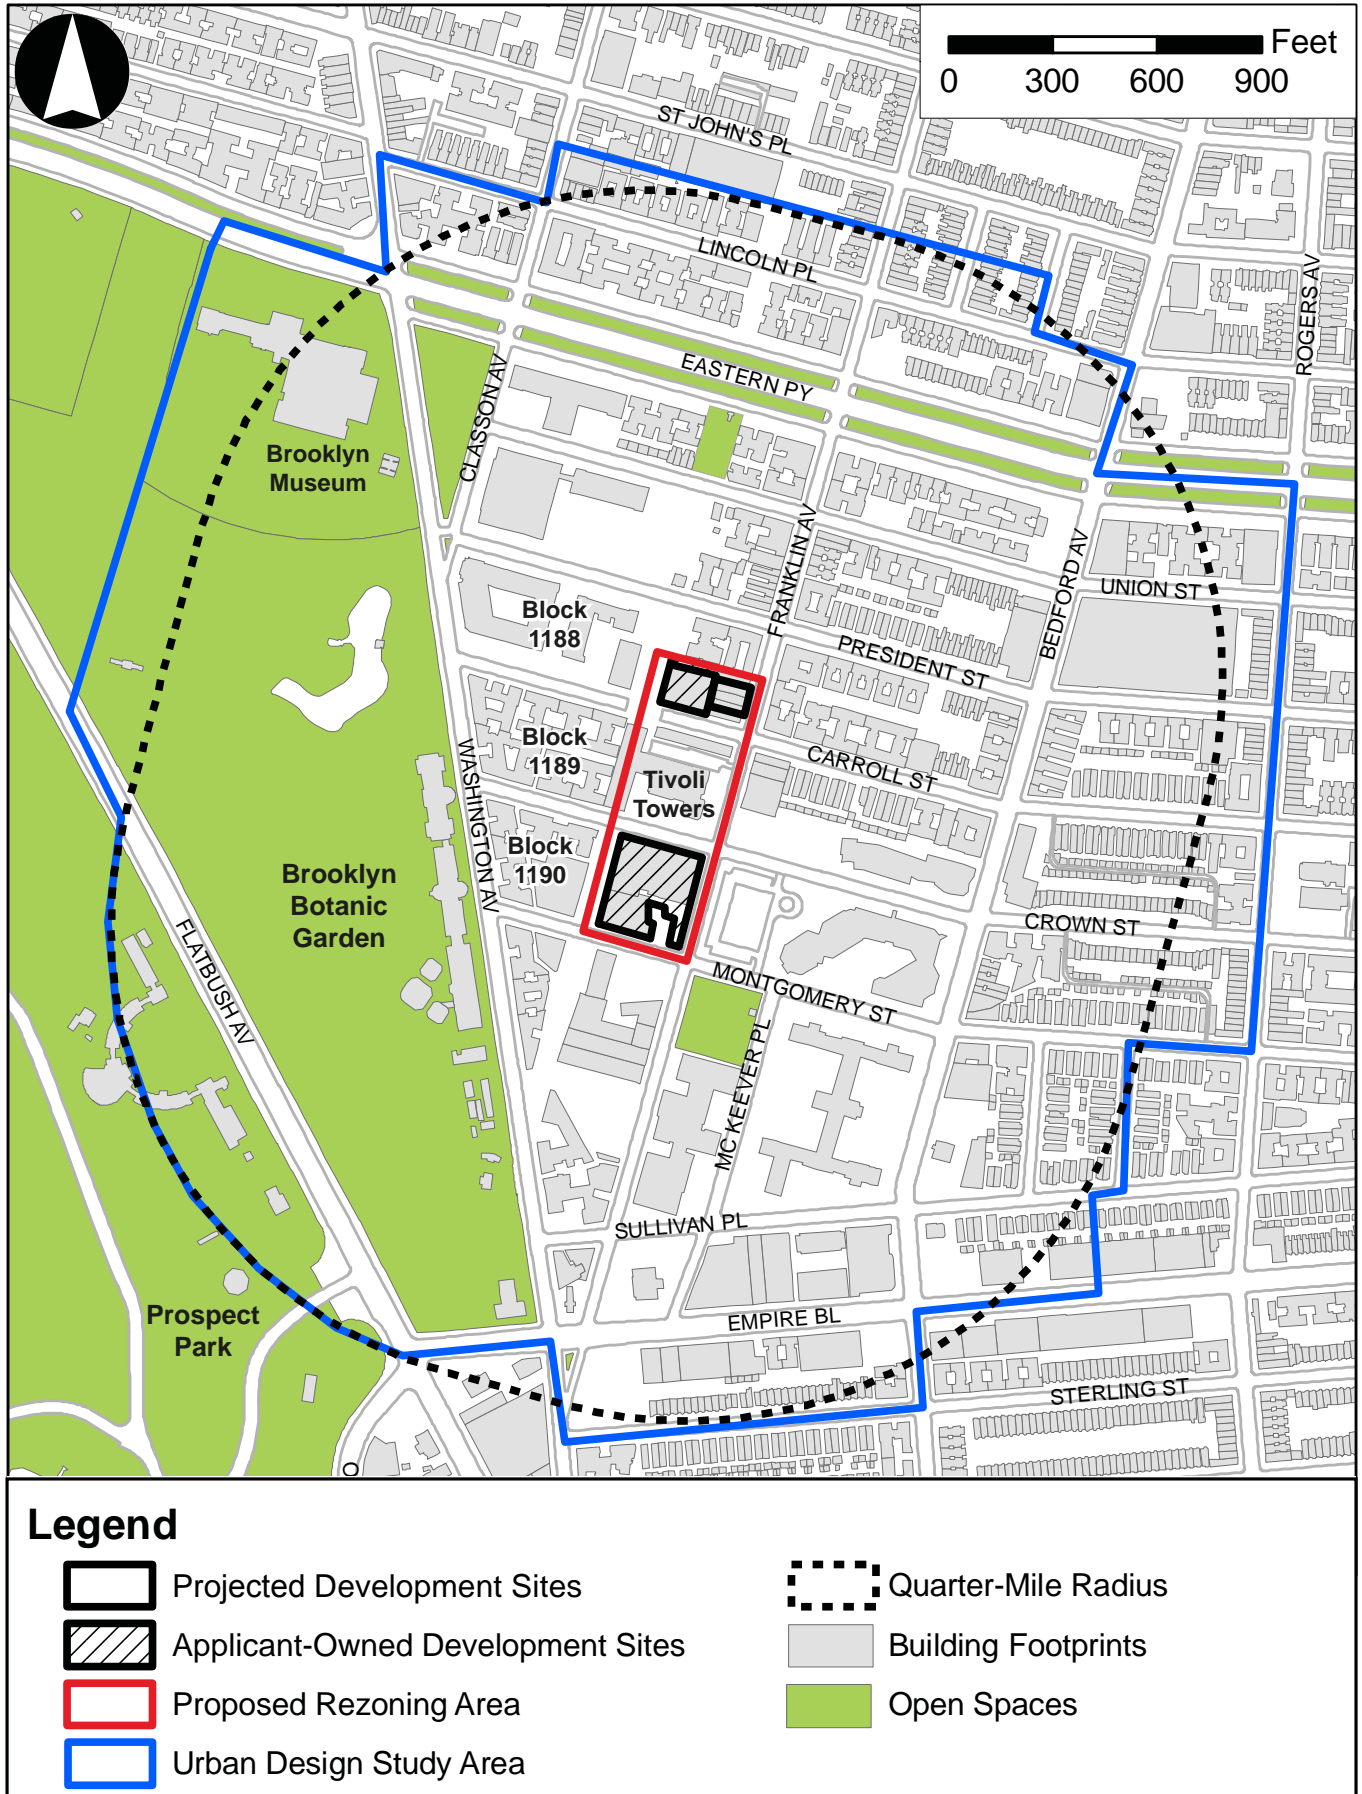 Feet
0 300 600 900
ST JOHN'S PL
LINCOLN PL
ROGERS AV
EASTERN PY
CLASSON AV
Brooklyn
Museum
FRANKLIN AV
BEDFORD AV
UNION ST
Block
1188
PRESIDENT ST
Block
1189
CARROLL ST
Tivoli
Towers
WASHINGTON AV
Block
1190
Brooklyn
Botanic
Garden
CROWN ST
FLATBUSH AV
MONTGOMERY ST
MC KEEVER PL
SULLIVAN PL
Prospect
Park
EMPIRE BL
STERLING ST
O
Legend
Projected Development Sites
Applicant-Owned Development Sites
Proposed Rezoning Area
Urban Design Study Area
Quarter-Mile Radius
Building Footprints
Open Spaces